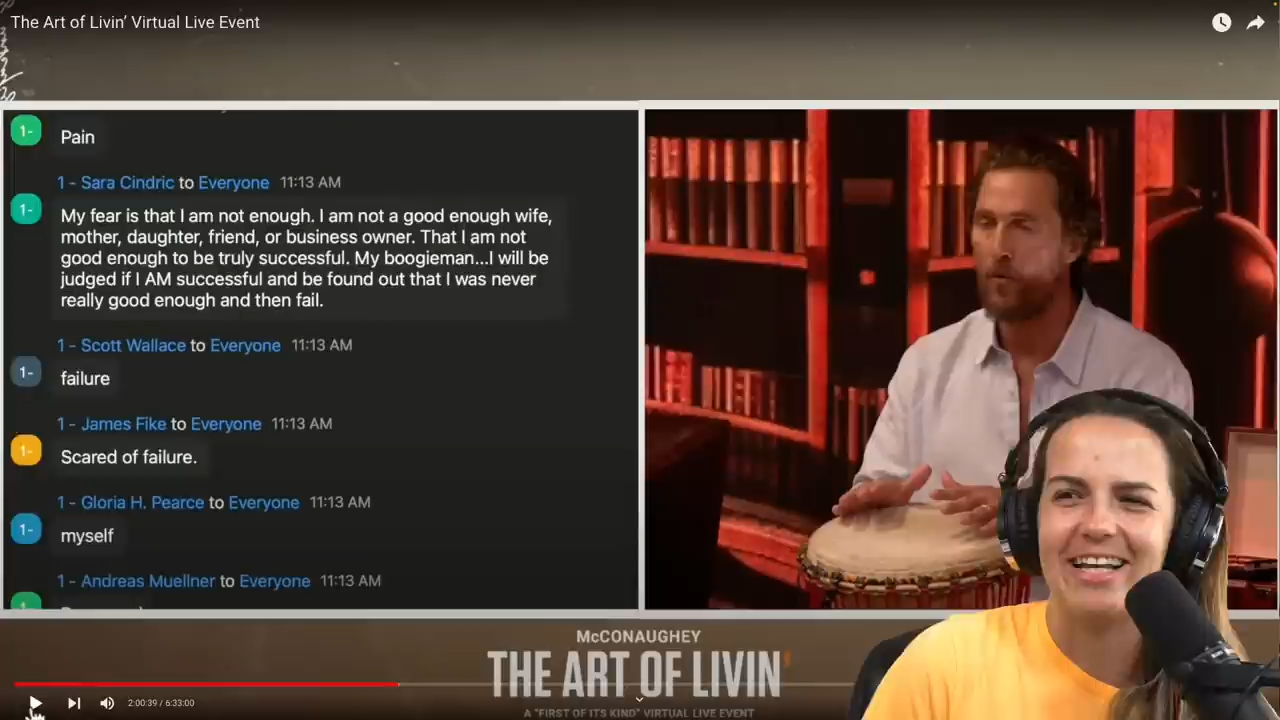 The Art of Livin' Virtual Live Event
1-
Pain
1 - Sara Cindric to Everyone 11:13 AM
1-
My fear is that I am not enough. I am not a good enough wife,
mother, daughter, friend, or business owner. That I am not
good enough to be truly successful. My boogieman...I will be
judged if I AM successful and be found out that I was never
really good enough and then fail.
1 - Scott Wallace to Everyone 11:13 AM
1-
failure
1 - James Fike to Everyone 11:13 AM
1-
Scared of failure.
1 - Gloria H. Pearce to Everyone 11:13 AM
1-
myself
1 - Andreas Muellner to Everyone 11:13 AM
McCONAUGHEY
THE ART OF LIVIN'
A "FIRST OF ITS KIND" VIRTUAL LIVE EVENT
2:00:39 / 6:33:00